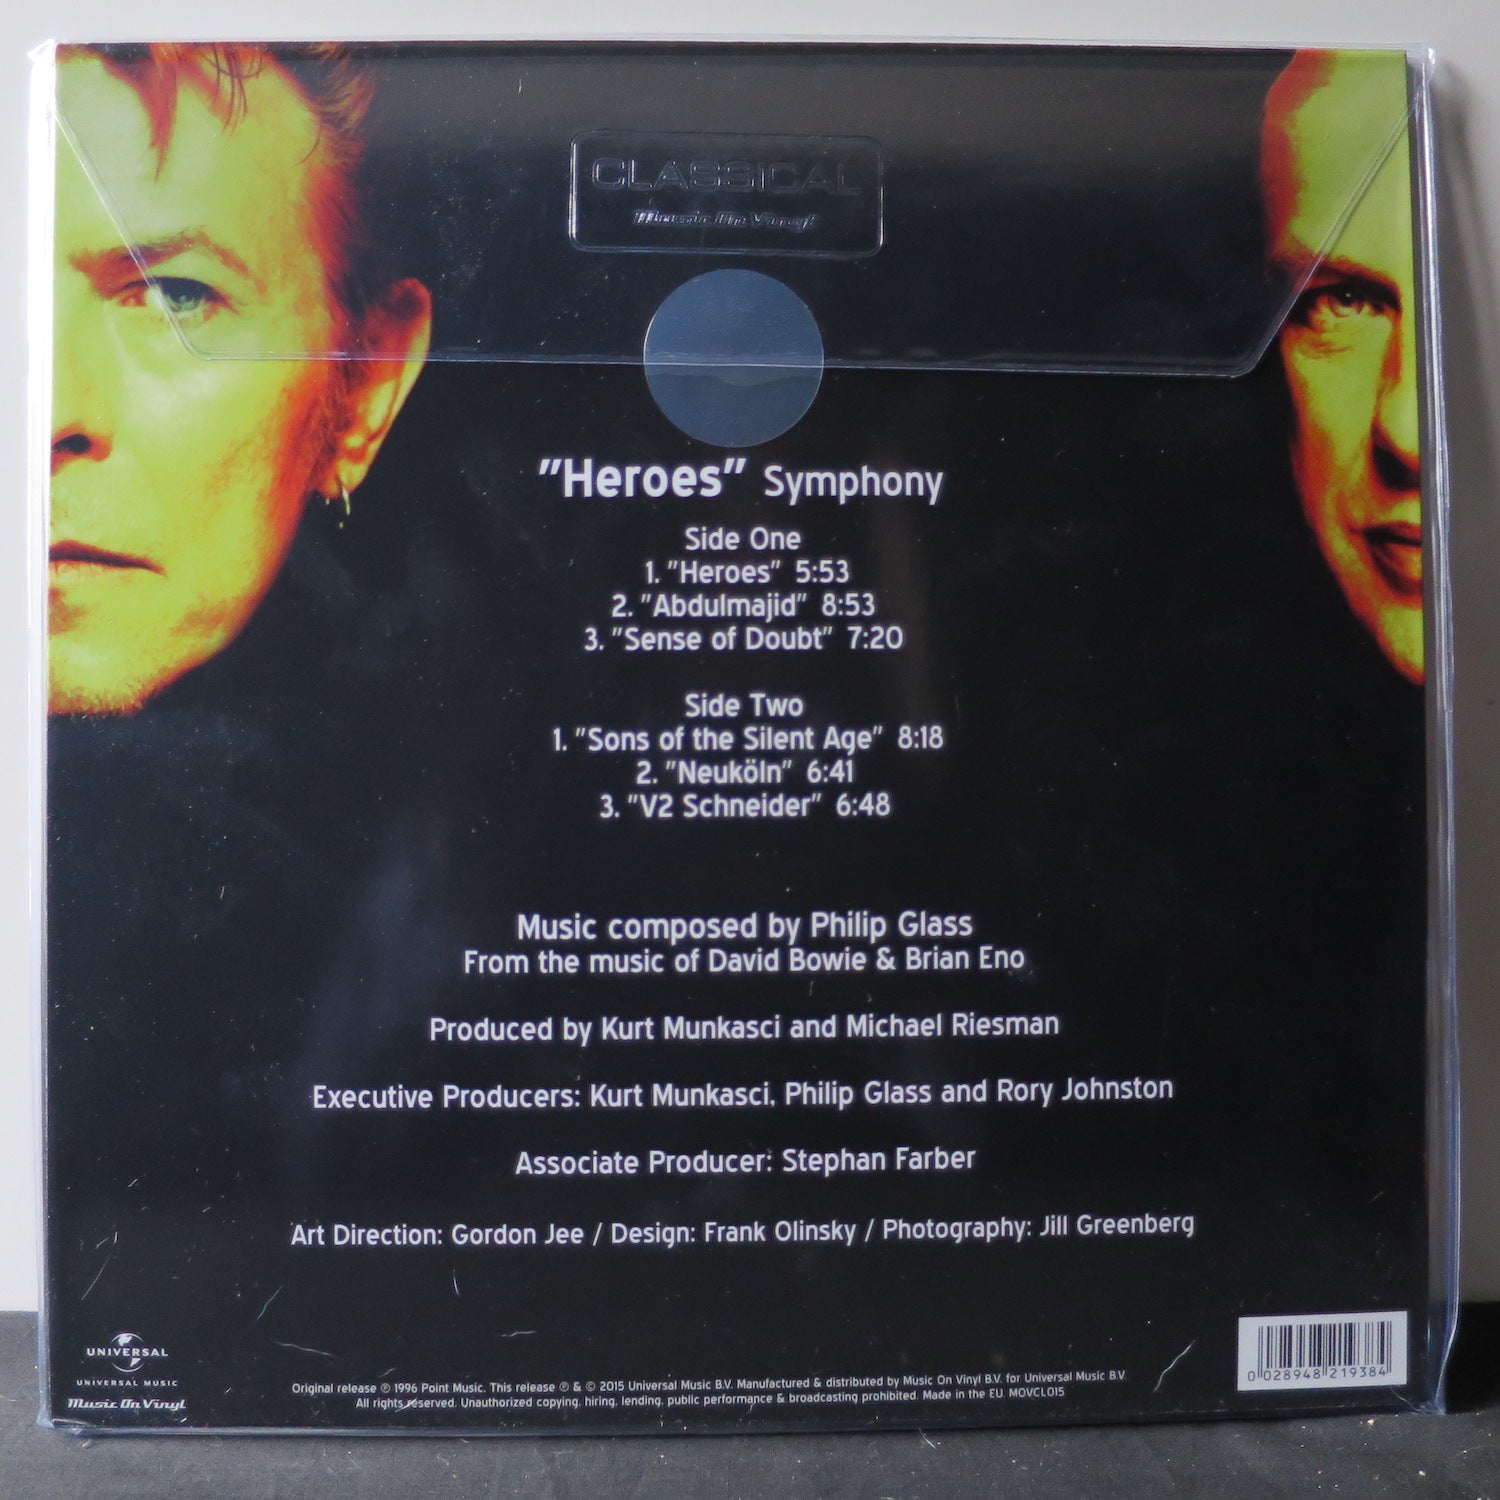 CLASSICAL
Music On Vinyl
"Heroes" Symphony
Side One
1. "Heroes" 5:53
2. "Abdulmajid" 8:53
3. "Sense of Doubt" 7:20
Side Two
1. "Sons of the Silent Age" 8:18
2. "Neuköln" 6:41
3. "V2 Schneider" 6:48
Music composed by Philip Glass
From the music of David Bowie & Brian Eno
Produced by Kurt Munkasci and Michael Riesman
Executive Producers: Kurt Munkasci, Philip Glass and Rory Johnston
Associate Producer: Stephan Farber
Art Direction: Gordon Jee / Design: Frank Olinsky / Photography: Jill Greenberg
UNIVERSAL
UNIVERSAL MUSIC
Music On Vinyl
Original release ℗ 1996 Point Music. This release ℗ & © 2015 Universal Music B.V. Manufactured & distributed by Music On Vinyl B.V. for Universal Music B.V
All rights reserved. Unauthorized copying, hiring, lending, public performance & broadcasting prohibited. Made in the EU. MOVCL015
0 028948 219384